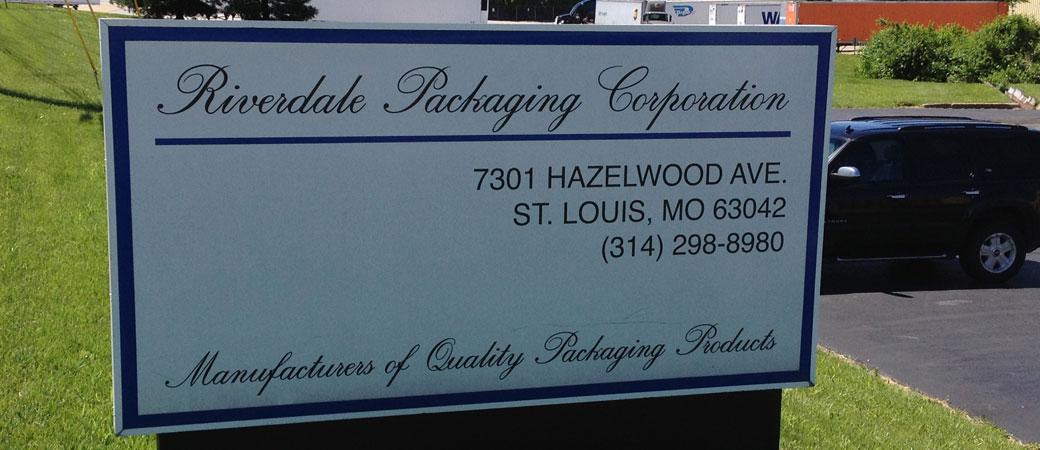 Riverdale Packaging Corporation
7301 HAZELWOOD AVE.
ST. LOUIS, MO 63042
(314) 298-8980
Manufacturers of Quality Packaging Products
W